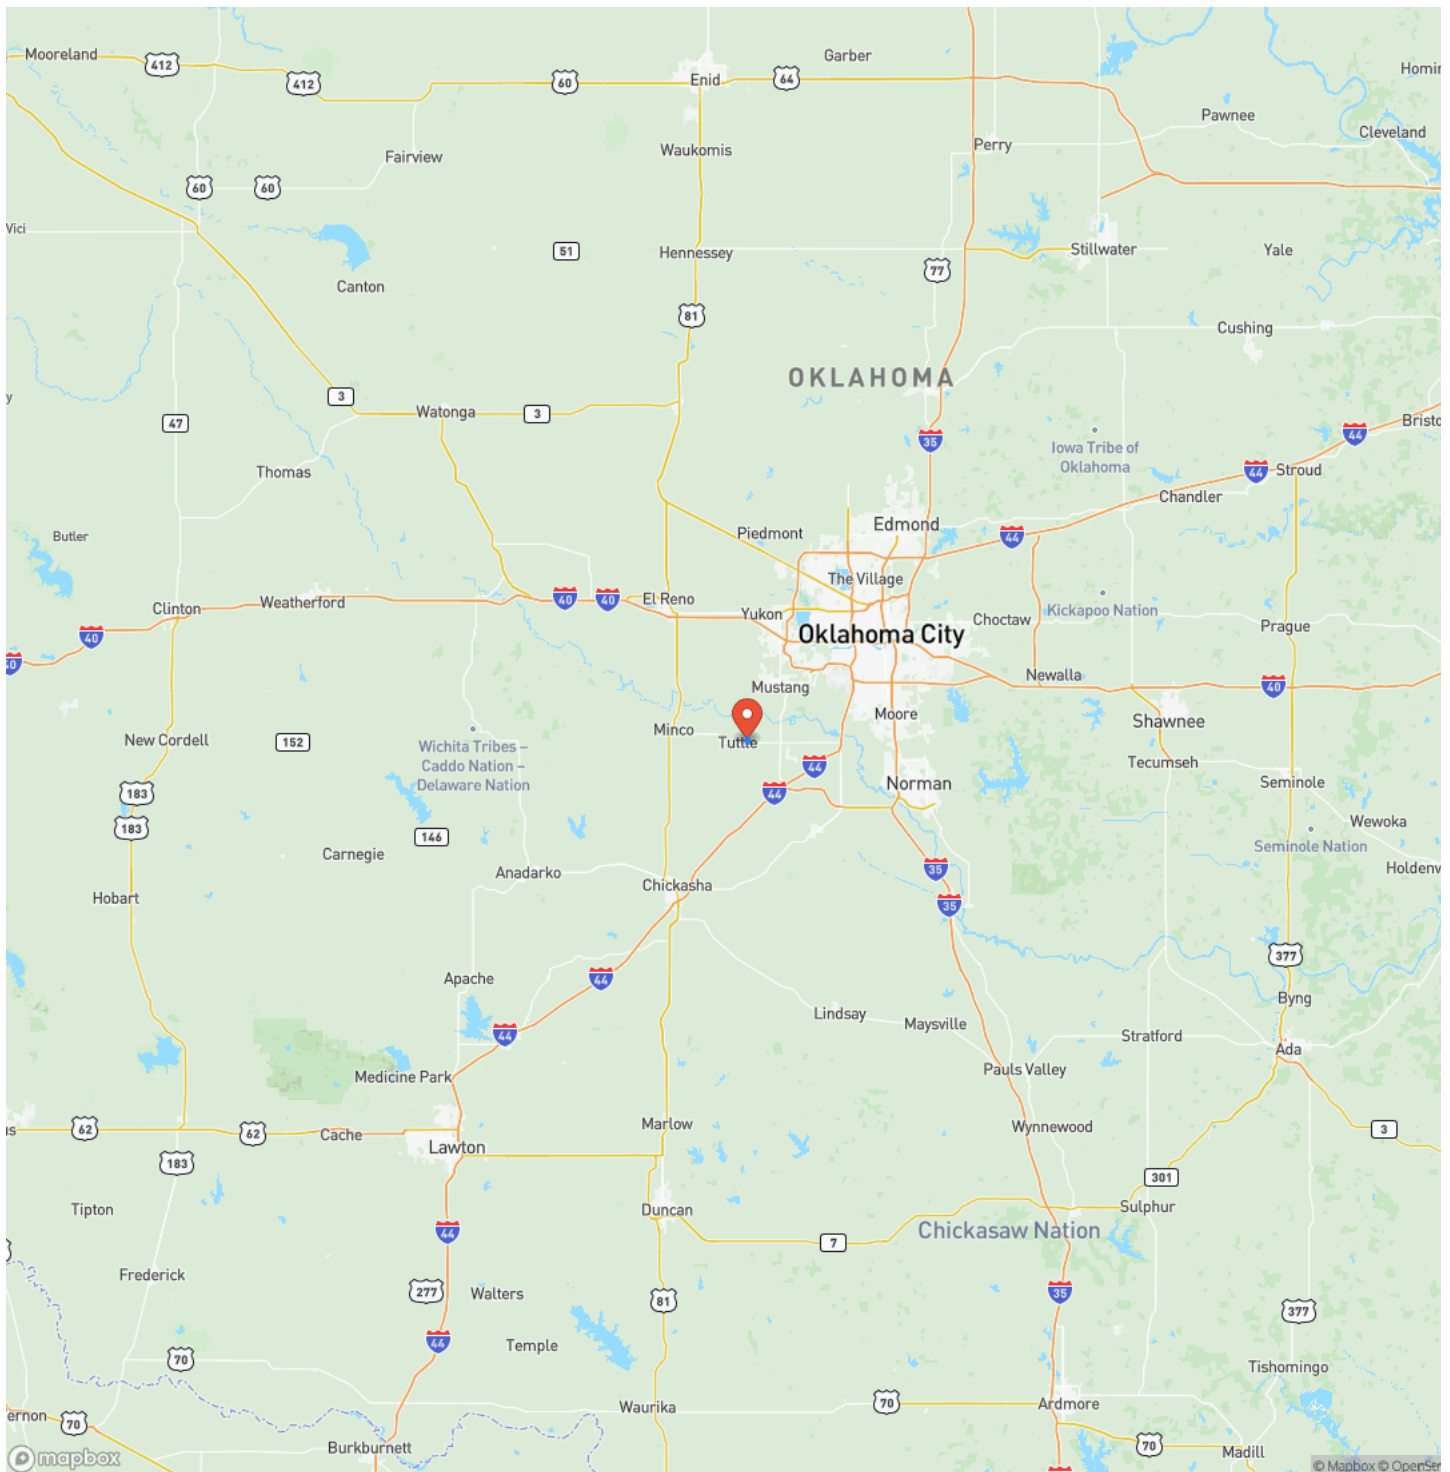 Mooreland
412
412
60
Enid
64
Garber
Homin
Pawnee
Cleveland
Perry
Waukomis
Fairview
60
60
Vici
51
Hennessey
77
Stillwater
Yale
Canton
81
Cushing
OKLAHOMA
3
Watonga
3
47
y
35
Iowa Tribe of
Oklahoma
44
Bristo
Thomas
44
Stroud
Chandler
Butler
Piedmont
Edmond
44
The Village
Clinton
Weatherford
40
40
El Reno
Yukon
Oklahoma City
Choctaw
Kickapoo Nation
Prague
40
40
Mustang
Newalla
40
Minco
Tuttle
Moore
Shawnee
New Cordell
152
Wichita Tribes –
Caddo Nation –
Delaware Nation
44
44
Norman
Tecumseh
Seminole
183
183
146
Wewoka
Seminole Nation
Carnegie
Anadarko
Chickasha
35
Holdenv
Hobart
35
377
Apache
44
Byng
44
Lindsay
Maysville
Stratford
Ada
Medicine Park
Pauls Valley
62
62
Cache
Marlow
Wynnewood
3
Lawton
183
301
Tipton
Duncan
Sulphur
44
7
Chickasaw Nation
Frederick
277
Walters
81
35
377
44
Temple
70
Tishomingo
Waurika
70
Ardmore
ernon
70
Burkburnett
70
Madill
mapbox
© Mapbox © OpenStr